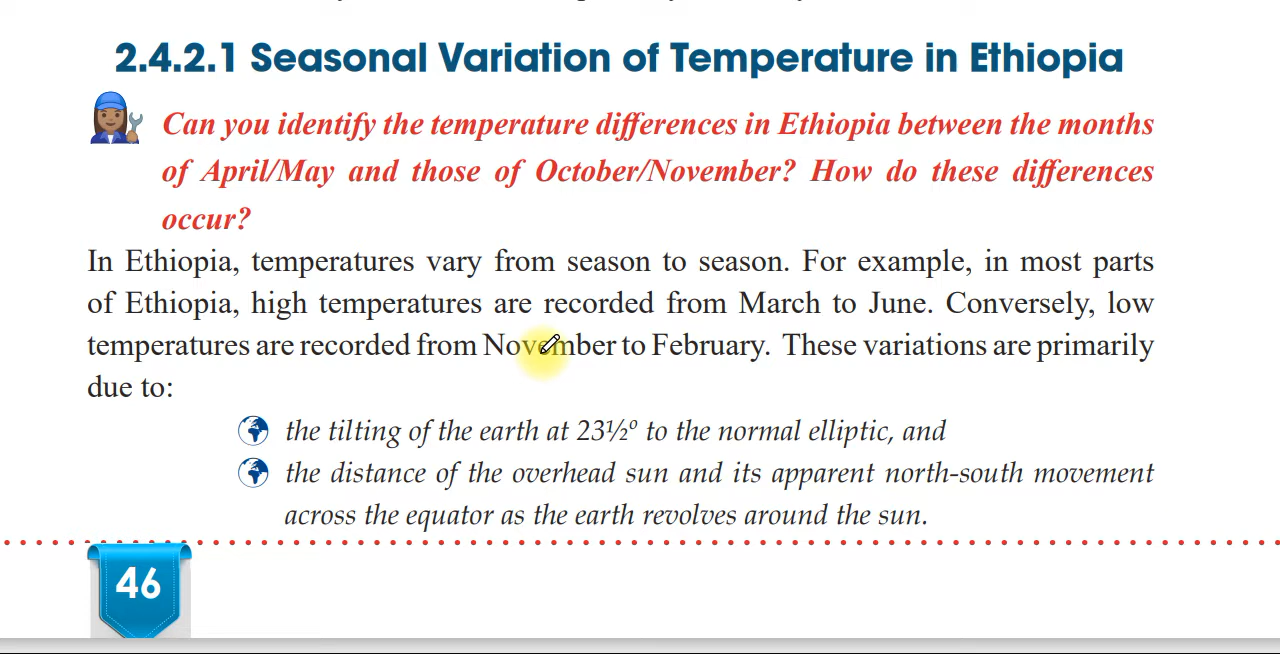 2.4.2.1 Seasonal Variation of Temperature in Ethiopia
Can you identify the temperature differences in Ethiopia between the months
of April/May and those of October/November? How do these differences
occur?
In Ethiopia, temperatures vary from season to season. For example, in most parts
of Ethiopia, high temperatures are recorded from March to June. Conversely, low
temperatures are recorded from November to February. These variations are primarily
due to:
the tilting of the earth at 23½º to the normal elliptic, and
the distance of the overhead sun and its apparent north-south movement
across the equator as the earth revolves around the sun.
46